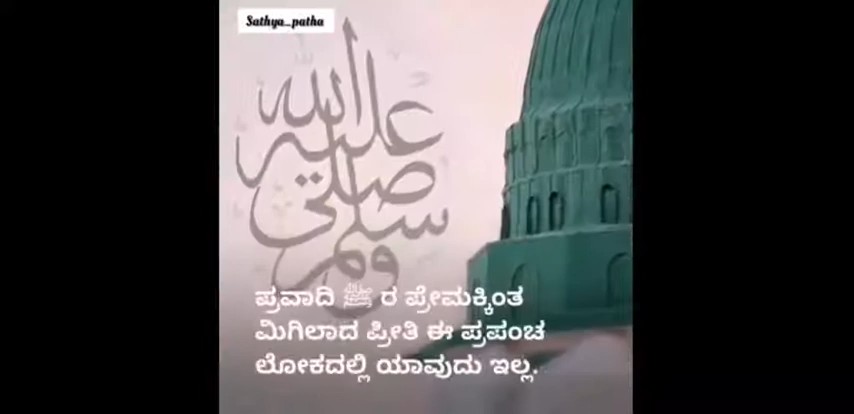 Sathya_patha
صلى الله عليه وسلم
ಪ್ರವಾದಿ ﷺ ರ ಪ್ರೇಮಕ್ಕಿಂತ
ಮಿಗಿಲಾದ ಪ್ರೀತಿ ಈ ಪ್ರಪಂಚ
ಲೋಕದಲ್ಲಿ ಯಾವುದು ಇಲ್ಲ.